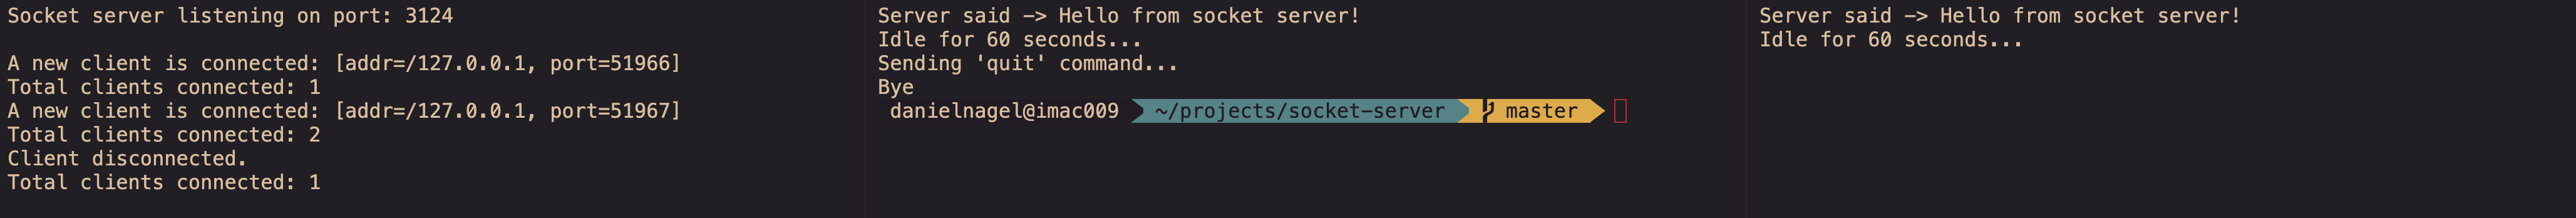 Socket server listening on port: 3124
A new client is connected: [addr=/127.0.0.1, port=51966]
Total clients connected: 1
A new client is connected: [addr=/127.0.0.1, port=51967]
Total clients connected: 2
Client disconnected.
Total clients connected: 1
Server said -> Hello from socket server!
Idle for 60 seconds...
Sending 'quit' command...
Bye
danielnagel@imac009 ~/projects/socket-server master
Server said -> Hello from socket server!
Idle for 60 seconds...